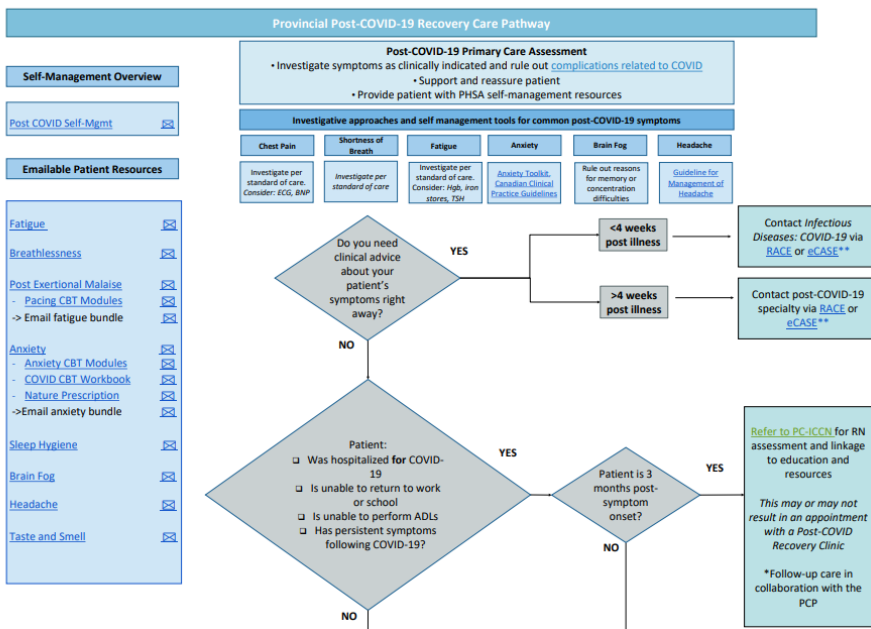 Provincial Post-COVID-19 Recovery Care Pathway
Post-COVID-19 Primary Care Assessment
• Investigate symptoms as clinically indicated and rule out complications related to COVID
• Support and reassure patient
• Provide patient with PHSA self-management resources
Self-Management Overview
Post COVID Self-Mgmt
Emailable Patient Resources
Fatigue
Breathlessness
Post Exertional Malaise
- Pacing CBT Modules
-> Email fatigue bundle
Anxiety
- Anxiety CBT Modules
- COVID CBT Workbook
- Nature Prescription
->Email anxiety bundle
Sleep Hygiene
Brain Fog
Headache
Taste and Smell
Investigative approaches and self management tools for common post-COVID-19 symptoms
Chest Pain
Investigate per
standard of care.
Consider: ECG, BNP
Shortness of
Breath
Investigate per
standard of care
Fatigue
Investigate per
standard of care.
Consider: Hgb, iron
stores, TSH
Anxiety
Anxiety Toolkit,
Canadian Clinical
Practice Guidelines
Brain Fog
Rule out reasons
for memory or
concentration
difficulties
Headache
Guideline for
Management of
Headache
Do you need
clinical advice
about your
patient's
symptoms right
away?
YES
<4 weeks
post illness
Contact Infectious
Diseases: COVID-19 via
RACE or eCASE**
>4 weeks
post illness
Contact post-COVID-19
specialty via RACE or
eCASE**
NO
Patient:
❑ Was hospitalized for COVID-
19
❑ Is unable to return to work
or school
❑ Is unable to perform ADLs
❑ Has persistent symptoms
following COVID-19?
YES
Patient is 3
months post-
symptom
onset?
YES
Refer to PC-ICCN for RN
assessment and linkage
to education and
resources
This may or may not
result in an appointment
with a Post-COVID
Recovery Clinic
*Follow-up care in
collaboration with the
PCP
NO
NO